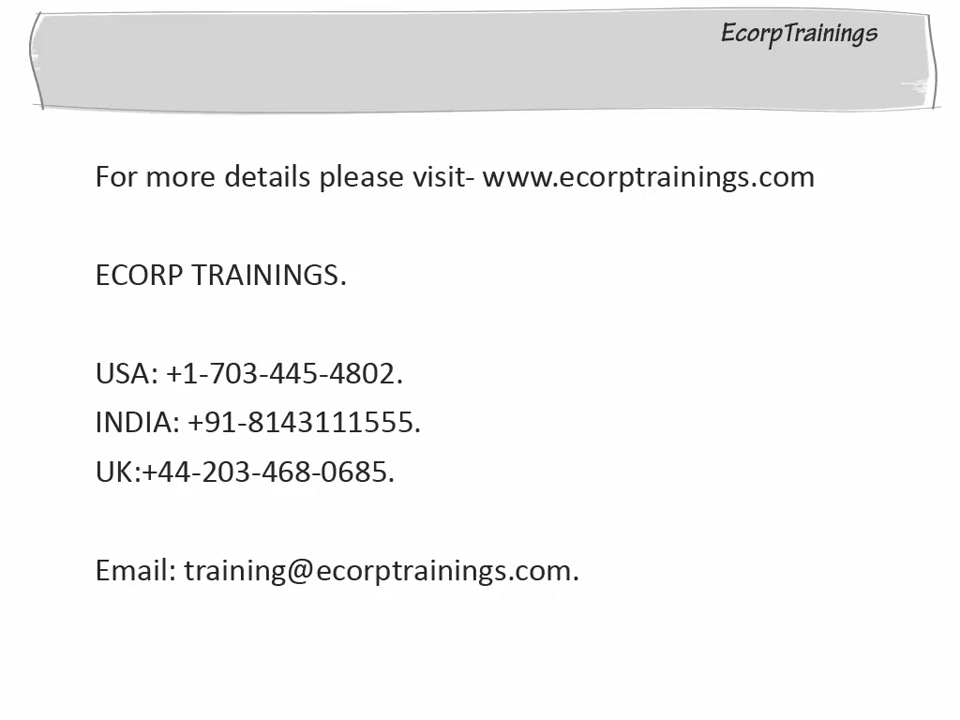 EcorpTrainings
For more details please visit- www.ecorptrainings.com
ECORP TRAININGS.
USA: +1-703-445-4802.
INDIA: +91-8143111555.
UK:+44-203-468-0685.
Email: training@ecorptrainings.com.